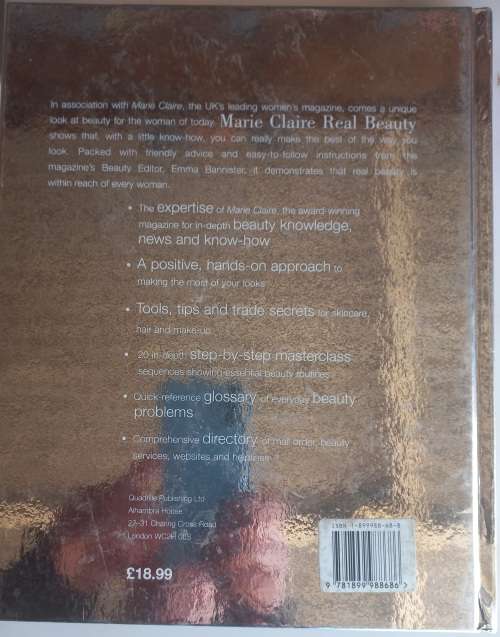 In association with Marie Claire, the UK's leading women's magazine, comes a unique
look at beauty for the woman of today. Marie Claire Real Beauty
shows that, with a little know-how, you can really make the best of the way you
look. Packed with friendly advice and easy-to-follow instructions from the
magazine's Beauty Editor, Emma Bannister, it demonstrates that real beauty is
within reach of every woman.
• The expertise of Marie Claire, the award-winning
magazine for in-depth beauty knowledge,
news and know-how
• A positive, hands-on approach to
making the most of your looks
• Tools, tips and trade secrets for skincare,
hair and make-up
• 20 in-depth step-by-step masterclass
sequences showing essential beauty routines
• Quick-reference glossary of everyday beauty
problems
• Comprehensive directory of mail order, beauty
services, websites and helplines
Quadrille Publishing Ltd
Alhambra House
27–31 Charing Cross Road
London WC2H 0LS
£18.99
ISBN 1-899988-68-8
9 781899 988686 >